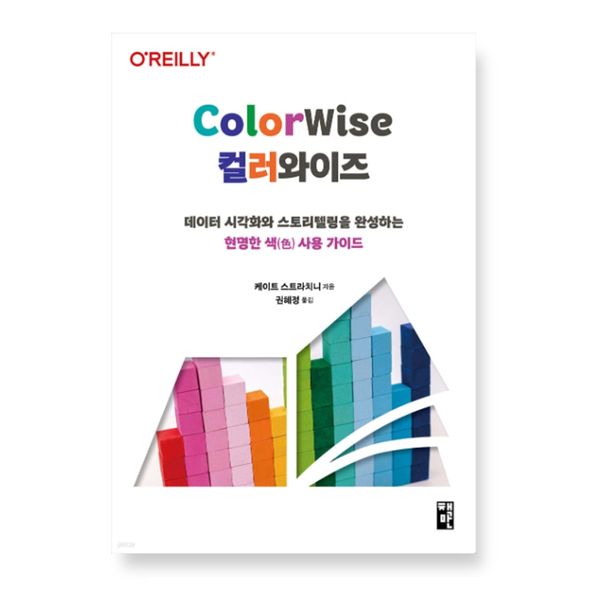 O'REILLY®
ColorWise
컬러와이즈
데이터 시각화와 스토리텔링을 완성하는
현명한 색(色) 사용 가이드
케이트 스트라치니 지음
권혜정 옮김
책만